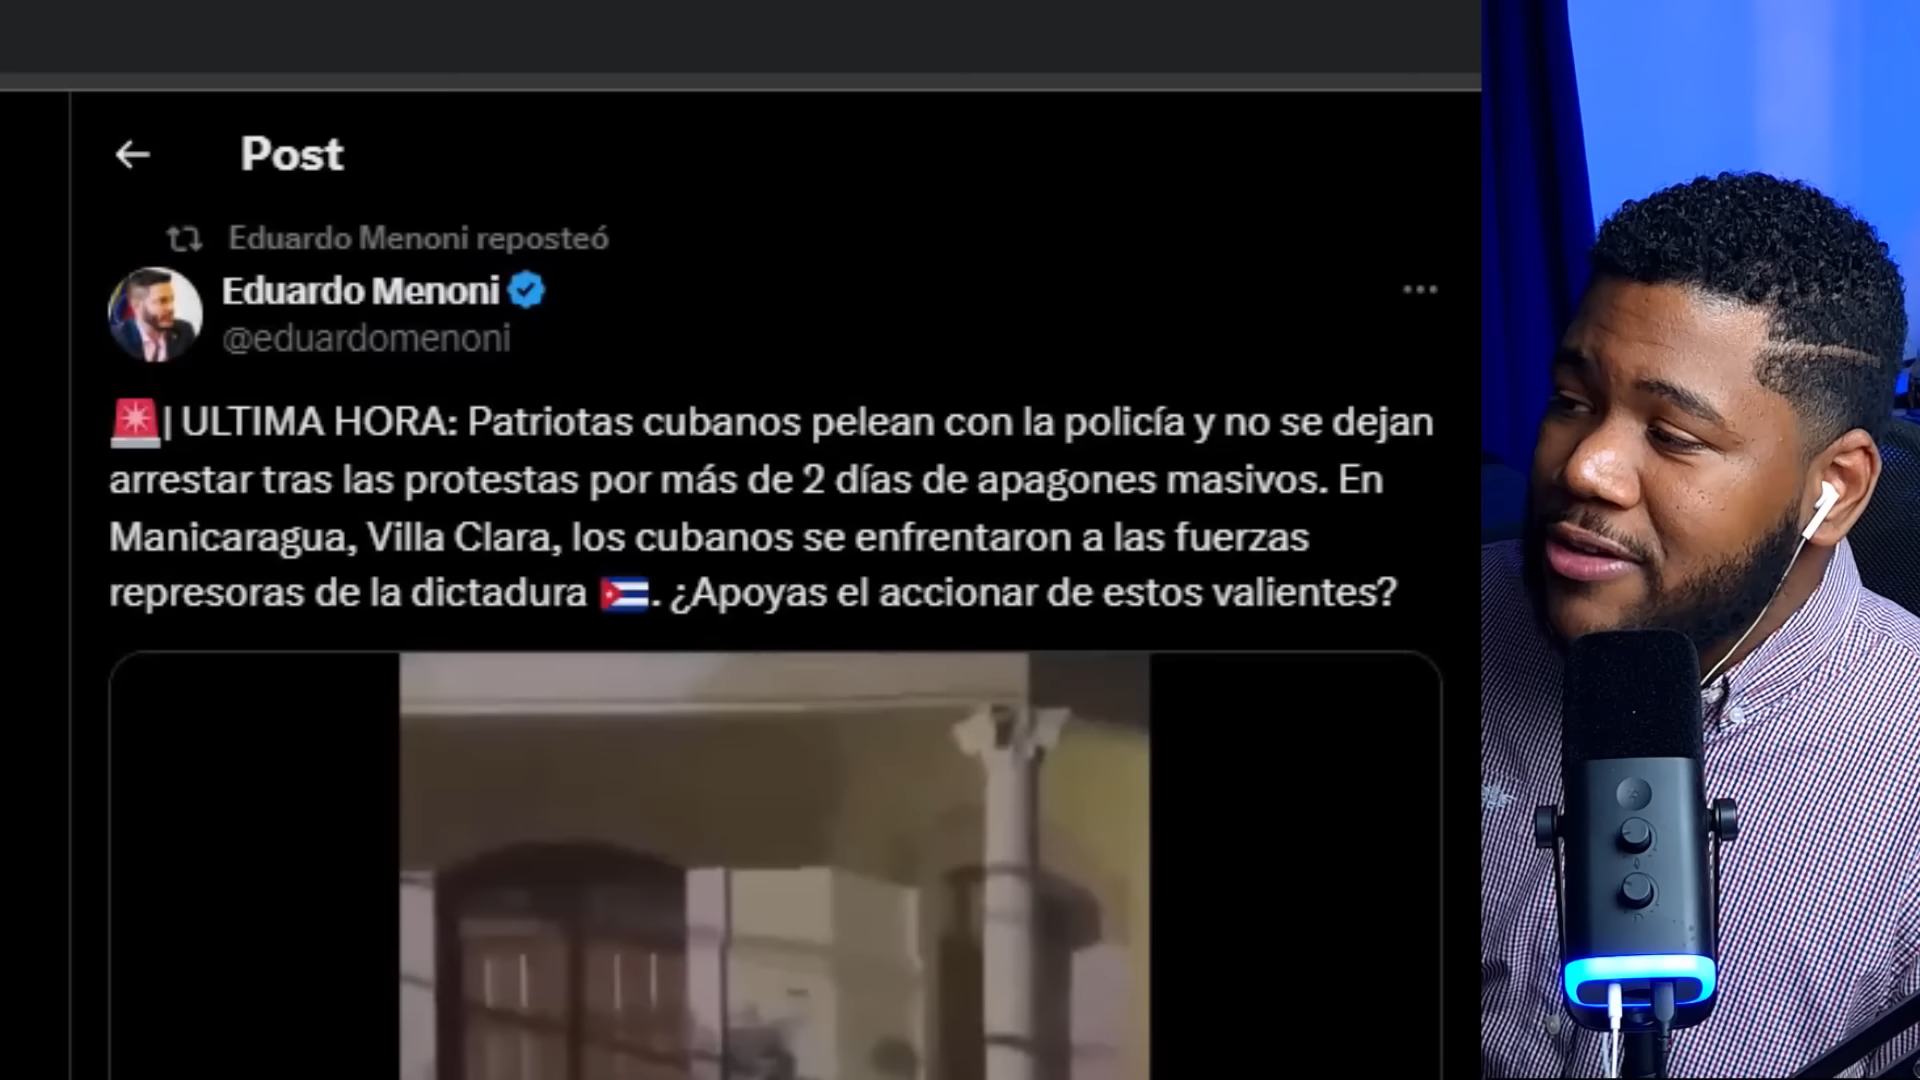 Post
Eduardo Menoni reposteó
Eduardo Menoni
@eduardomenoni
🚨| ULTIMA HORA: Patriotas cubanos pelean con la policía y no se dejan
arrestar tras las protestas por más de 2 días de apagones masivos. En
Manicaragua, Villa Clara, los cubanos se enfrentaron a las fuerzas
represoras de la dictadura 🇨🇺. ¿Apoyas el accionar de estos valientes?